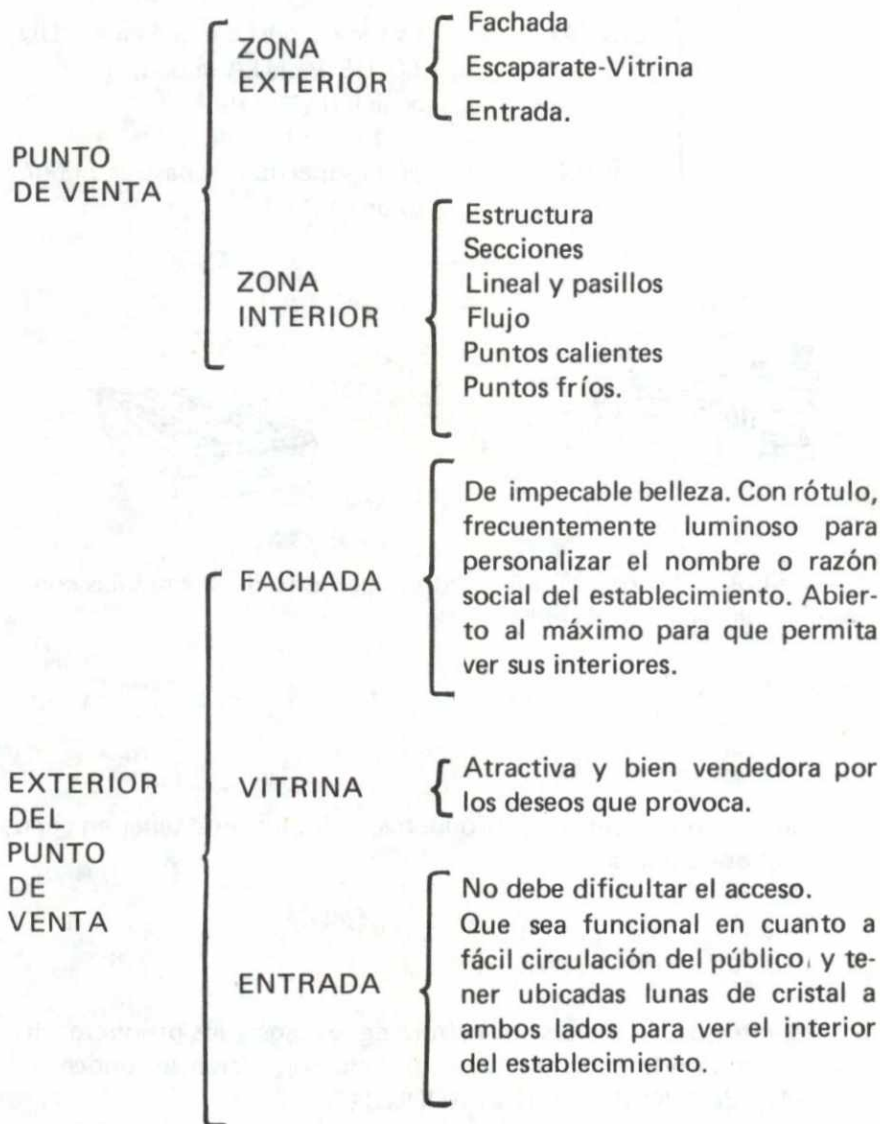 PUNTO
DE VENTA
ZONA
EXTERIOR
Fachada
Escaparate-Vitrina
Entrada.
ZONA
INTERIOR
Estructura
Secciones
Lineal y pasillos
Flujo
Puntos calientes
Puntos fríos.
EXTERIOR
DEL
PUNTO
DE
VENTA
FACHADA
De impecable belleza. Con rótulo,
frecuentemente luminoso para
personalizar el nombre o razón
social del establecimiento. Abier-
to al máximo para que permita
ver sus interiores.
VITRINA
Atractiva y bien vendedora por
los deseos que provoca.
ENTRADA
No debe dificultar el acceso.
Que sea funcional en cuanto a
fácil circulación del público, y te-
ner ubicadas lunas de cristal a
ambos lados para ver el interior
del establecimiento.